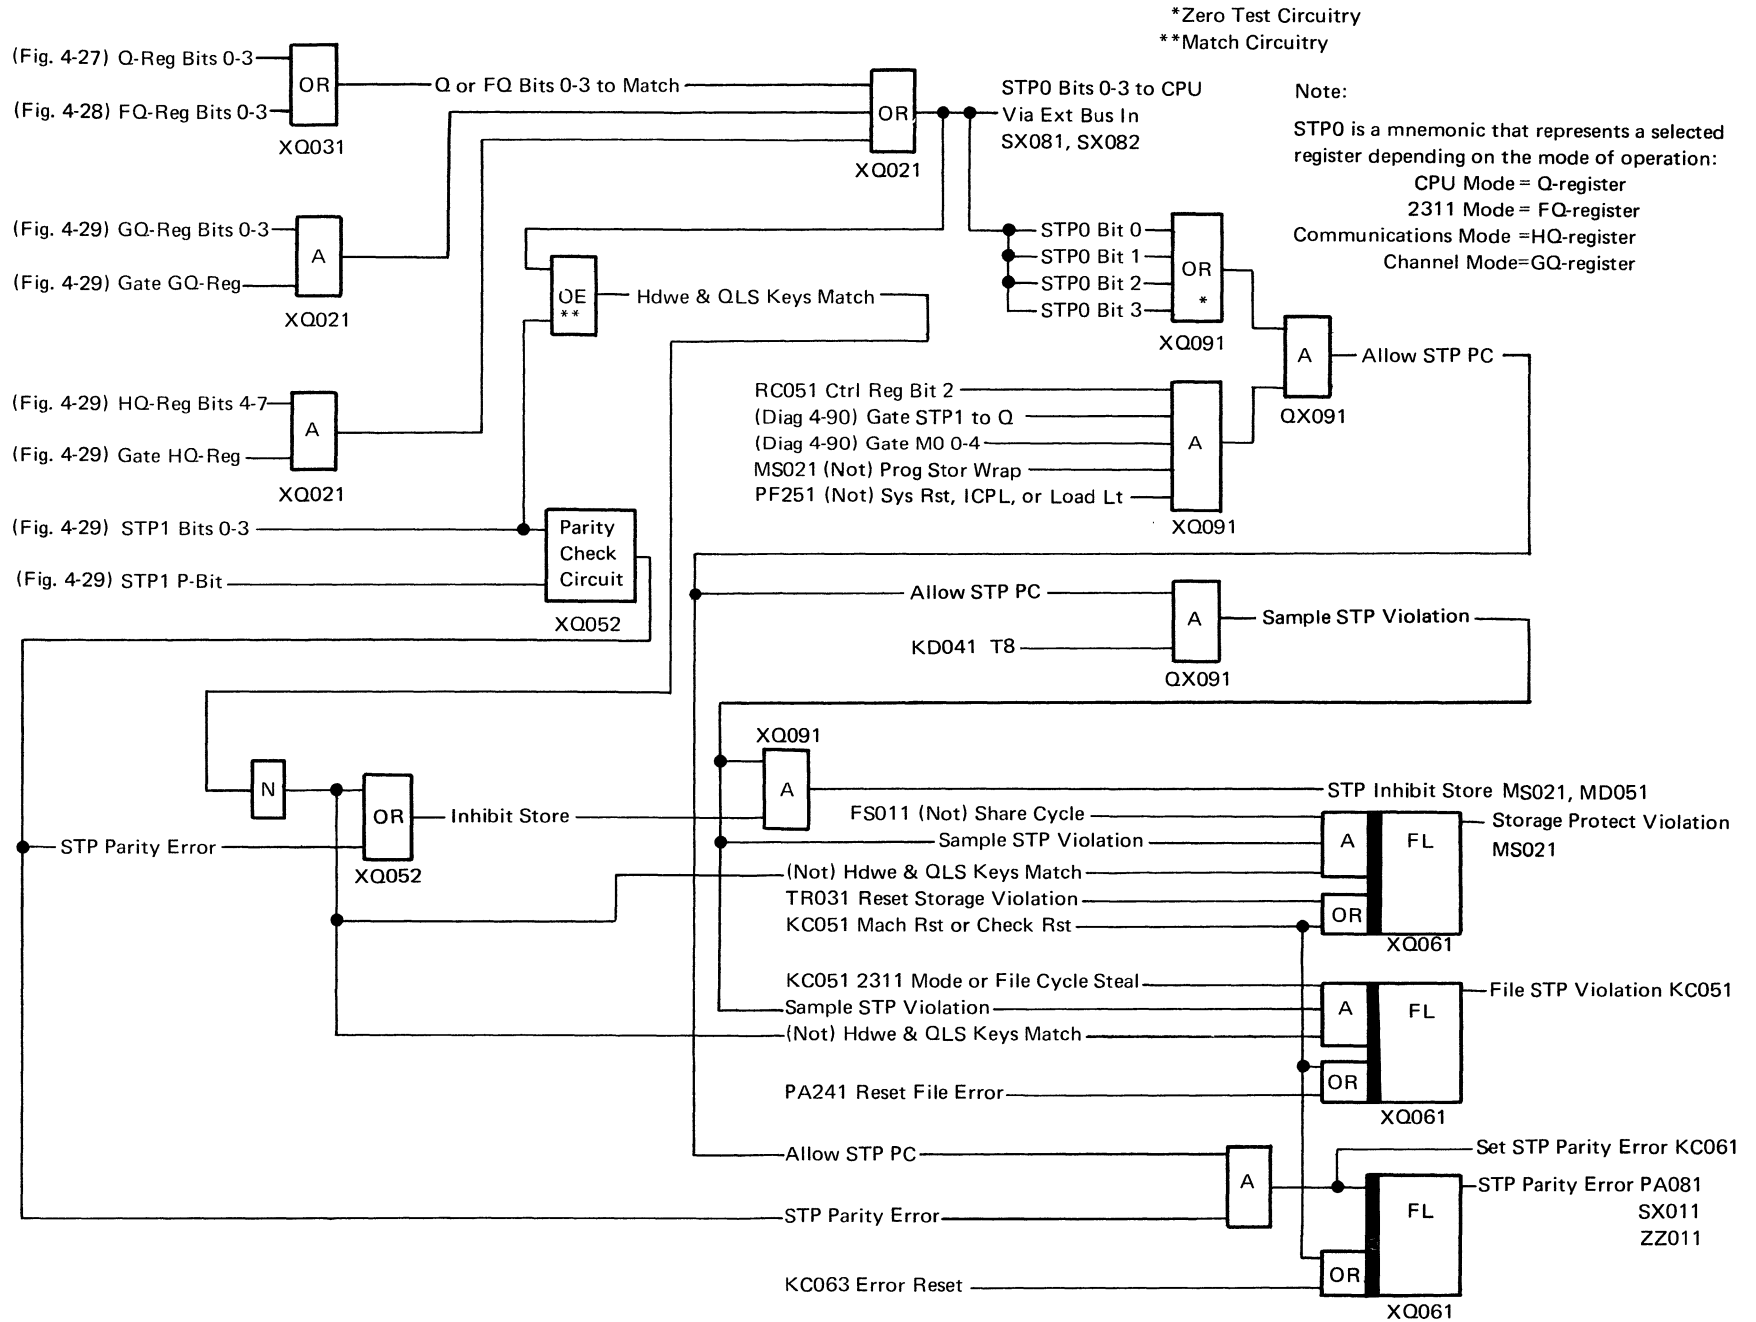 *Zero Test Circuitry
**Match Circuitry
(Fig. 4-27) Q-Reg Bits 0-3
OR
Q or FQ Bits 0-3 to Match
(Fig. 4-28) FQ-Reg Bits 0-3
XQ031
OR
XQ021
STP0 Bits 0-3 to CPU
Via Ext Bus In
SX081, SX082
Note:
STP0 is a mnemonic that represents a selected
register depending on the mode of operation:
CPU Mode = Q-register
2311 Mode = FQ-register
Communications Mode =HQ-register
Channel Mode=GQ-register
(Fig. 4-29) GQ-Reg Bits 0-3
A
(Fig. 4-29) Gate GQ-Reg
XQ021
OE
**
Hdwe & QLS Keys Match
STP0 Bit 0
STP0 Bit 1
STP0 Bit 2
STP0 Bit 3
OR
*
XQ091
A
Allow STP PC
QX091
(Fig. 4-29) HQ-Reg Bits 4-7
A
(Fig. 4-29) Gate HQ-Reg
XQ021
RC051 Ctrl Reg Bit 2
(Diag 4-90) Gate STP1 to Q
(Diag 4-90) Gate M0 0-4
MS021 (Not) Prog Stor Wrap
PF251 (Not) Sys Rst, ICPL, or Load Lt
A
XQ091
(Fig. 4-29) STP1 Bits 0-3
(Fig. 4-29) STP1 P-Bit
Parity
Check
Circuit
XQ052
Allow STP PC
KD041 T8
A
Sample STP Violation
QX091
XQ091
A
STP Inhibit Store MS021, MD051
N
OR
Inhibit Store
STP Parity Error
XQ052
FS011 (Not) Share Cycle
Sample STP Violation
(Not) Hdwe & QLS Keys Match
TR031 Reset Storage Violation
KC051 Mach Rst or Check Rst
A
FL
OR
XQ061
Storage Protect Violation
MS021
KC051 2311 Mode or File Cycle Steal
Sample STP Violation
(Not) Hdwe & QLS Keys Match
PA241 Reset File Error
A
FL
OR
XQ061
File STP Violation KC051
Allow STP PC
STP Parity Error
A
Set STP Parity Error KC061
STP Parity Error PA081
SX011
ZZ011
FL
KC063 Error Reset
OR
XQ061